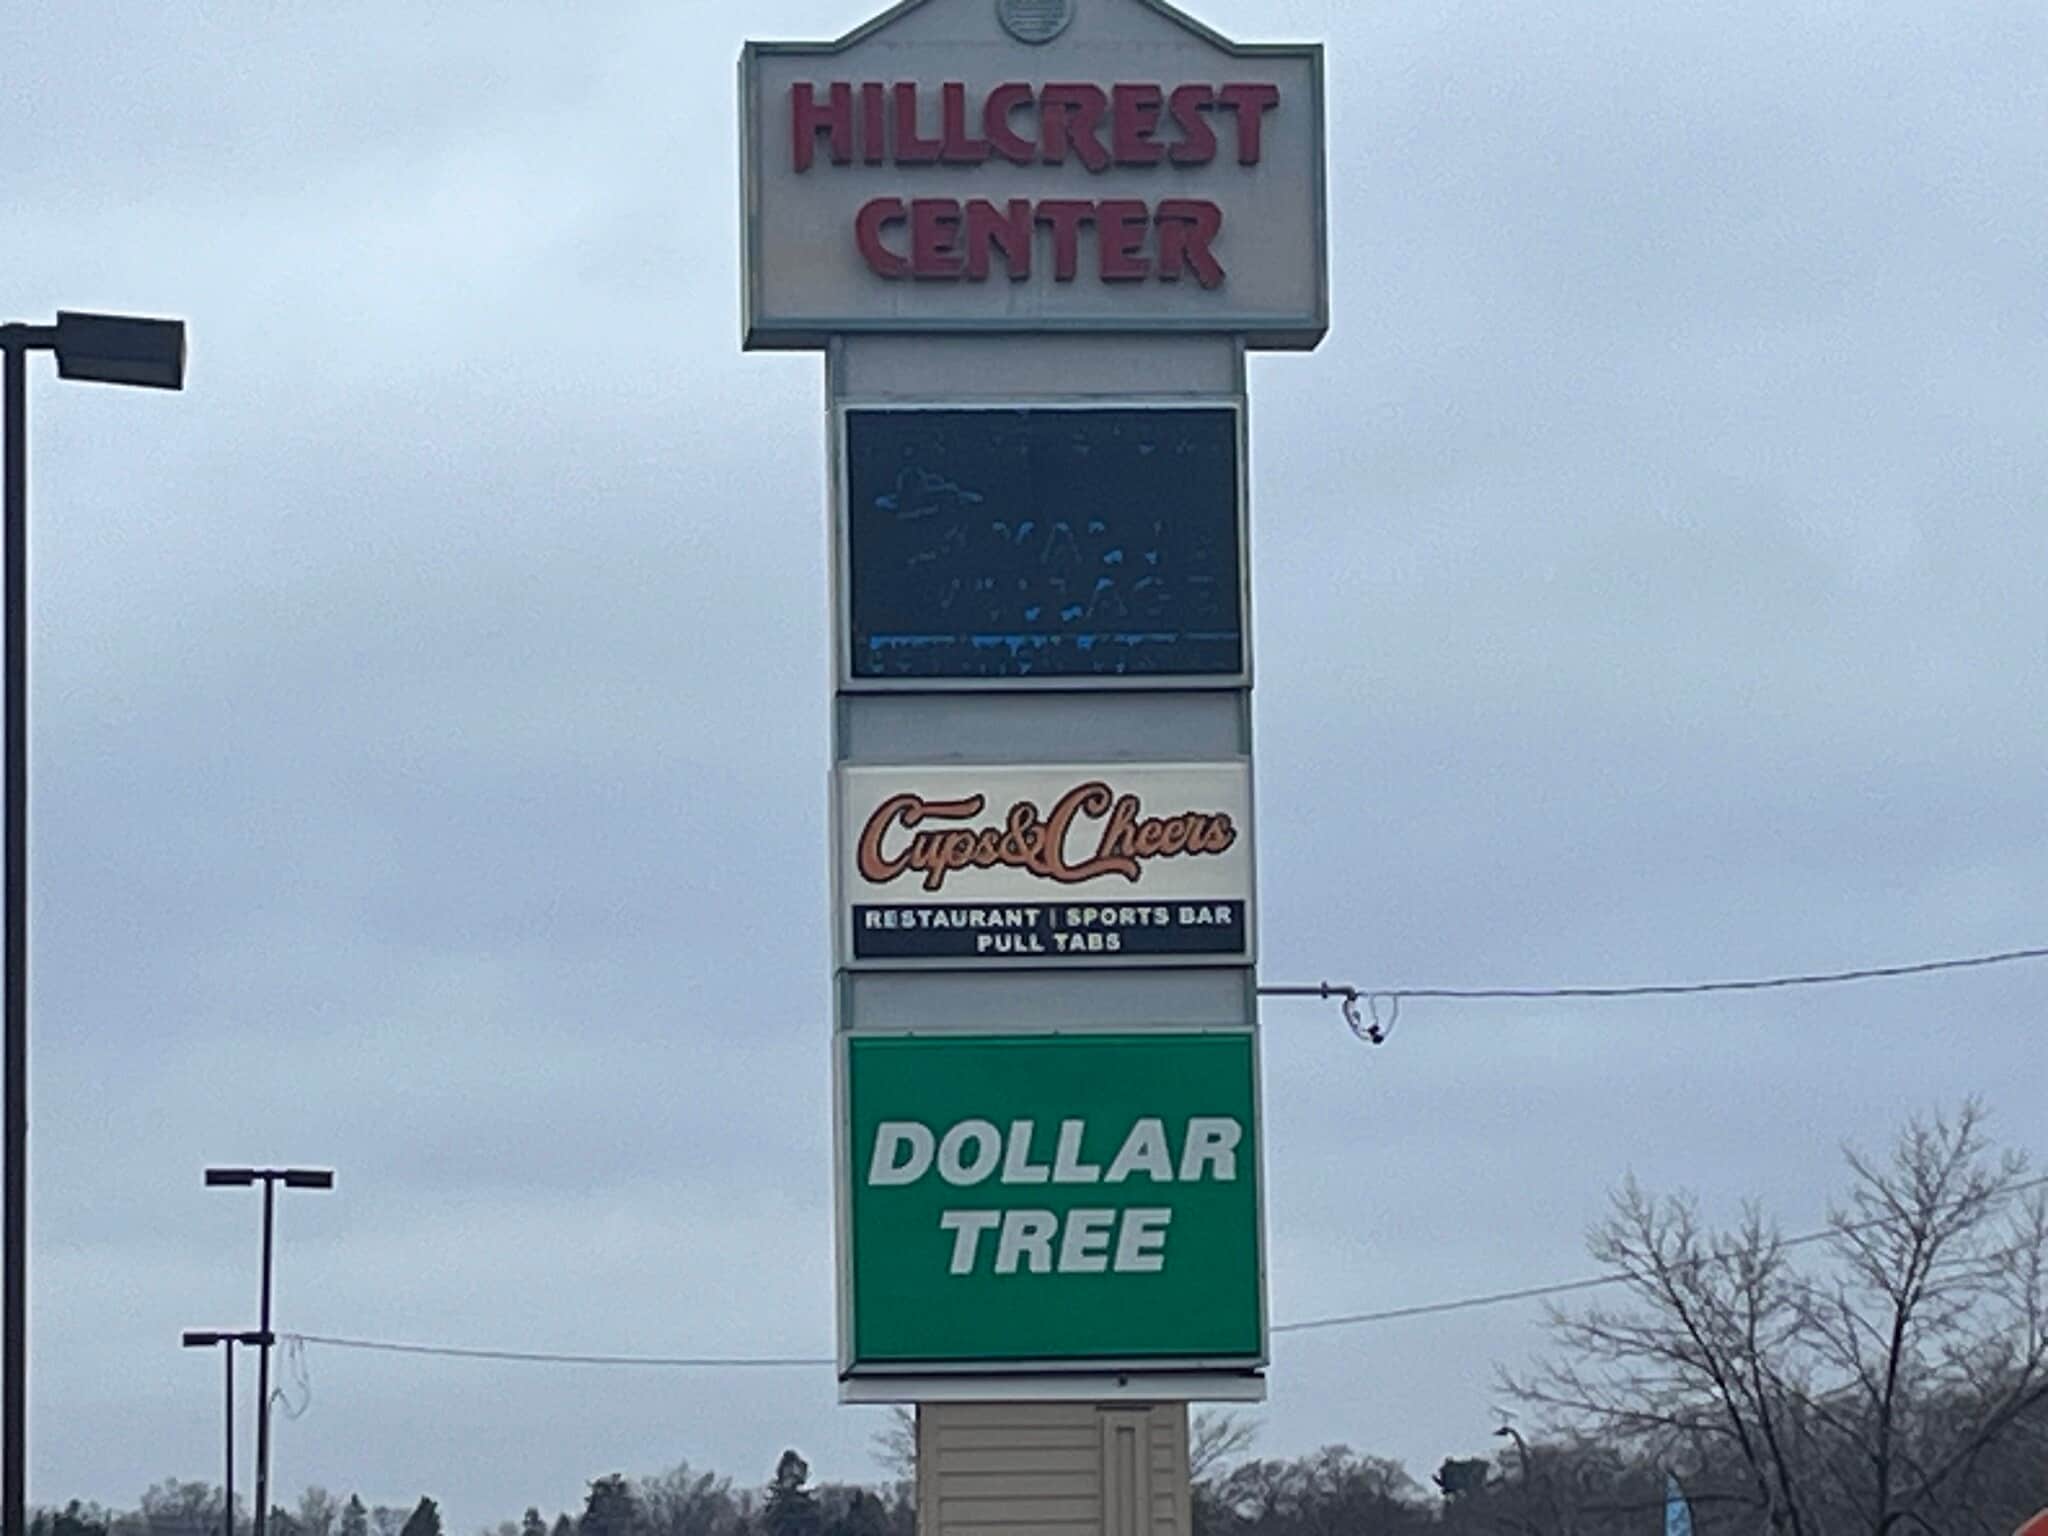 HILLCREST
CENTER
Cups&Cheers
RESTAURANT | SPORTS BAR
PULL TABS
DOLLAR
TREE